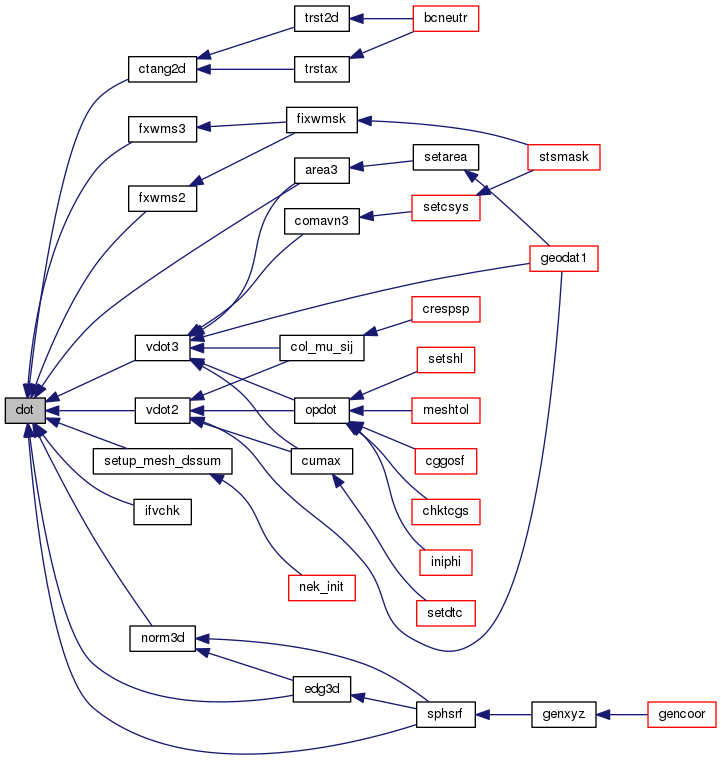 trst2d
bcneutr
ctang2d
trstax
fixwmsk
fxwms3
setarea
stsmask
area3
fxwms2
setcsys
comavn3
geodat1
crespsp
vdot3
col_mu_sij
setshl
dot
vdot2
opdot
meshtol
setup_mesh_dssum
cumax
cggosf
ifvchk
chktcgs
iniphi
nek_init
setdtc
norm3d
edg3d
sphsrf
genxyz
gencoor